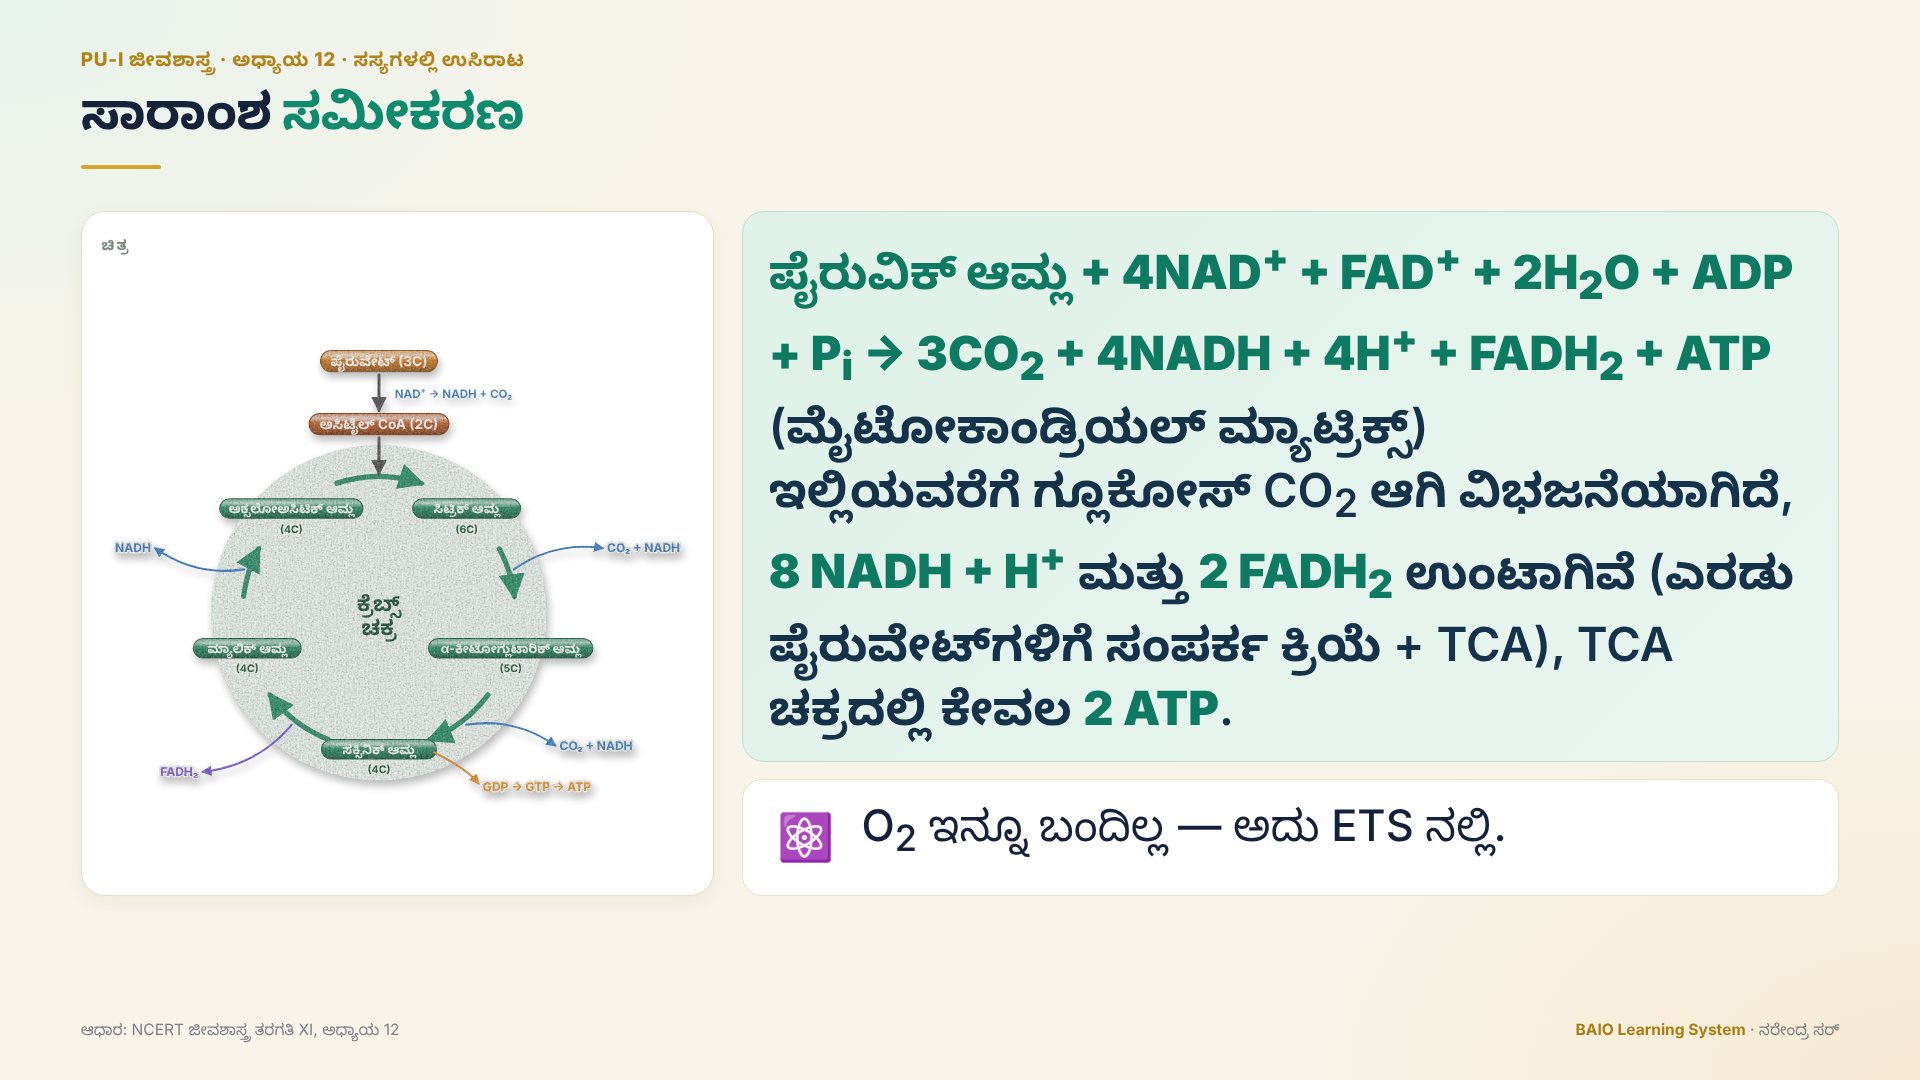 PU-I ಜೀವಶಾಸ್ತ್ರ · ಅಧ್ಯಾಯ 12 · ಸಸ್ಯಗಳಲ್ಲಿ ಉಸಿರಾಟ
ಸಾರಾಂಶ ಸಮೀಕರಣ
ಚಿತ್ರ
ಪೈರುವೇಟ್ (3C)
NAD⁺ → NADH + CO₂
ಅಸಿಟೈಲ್ CoA (2C)
ಆಕ್ಸಲೋಅಸಿಟಿಕ್ ಆಮ್ಲ
(4C)
ಸಿಟ್ರಿಕ್ ಆಮ್ಲ
(6C)
NADH
CO₂ + NADH
ಕ್ರೆಬ್ಸ್
ಚಕ್ರ
ಮ್ಯಾಲಿಕ್ ಆಮ್ಲ
(4C)
α-ಕೀಟೋಗ್ಲುಟಾರಿಕ್ ಆಮ್ಲ
(5C)
ಸಕ್ಸಿನಿಕ್ ಆಮ್ಲ
(4C)
CO₂ + NADH
FADH₂
GDP → GTP → ATP
ಪೈರುವಿಕ್ ಆಮ್ಲ + 4NAD⁺ + FAD⁺ + 2H₂O + ADP
+ Pᵢ → 3CO₂ + 4NADH + 4H⁺ + FADH₂ + ATP
(ಮೈಟೋಕಾಂಡ್ರಿಯಲ್ ಮ್ಯಾಟ್ರಿಕ್ಸ್)
ಇಲ್ಲಿಯವರೆಗೆ ಗ್ಲೂಕೋಸ್ CO₂ ಆಗಿ ವಿಭಜನೆಯಾಗಿದೆ,
8 NADH + H⁺ ಮತ್ತು 2 FADH₂ ಉಂಟಾಗಿವೆ (ಎರಡು
ಪೈರುವೇಟ್‌ಗಳಿಗೆ ಸಂಪರ್ಕ ಕ್ರಿಯೆ + TCA), TCA
ಚಕ್ರದಲ್ಲಿ ಕೇವಲ 2 ATP.
O₂ ಇನ್ನೂ ಬಂದಿಲ್ಲ — ಅದು ETS ನಲ್ಲಿ.
ಆಧಾರ: NCERT ಜೀವಶಾಸ್ತ್ರ ತರಗತಿ XI, ಅಧ್ಯಾಯ 12
BAIO Learning System · ನರೇಂದ್ರ ಸರ್